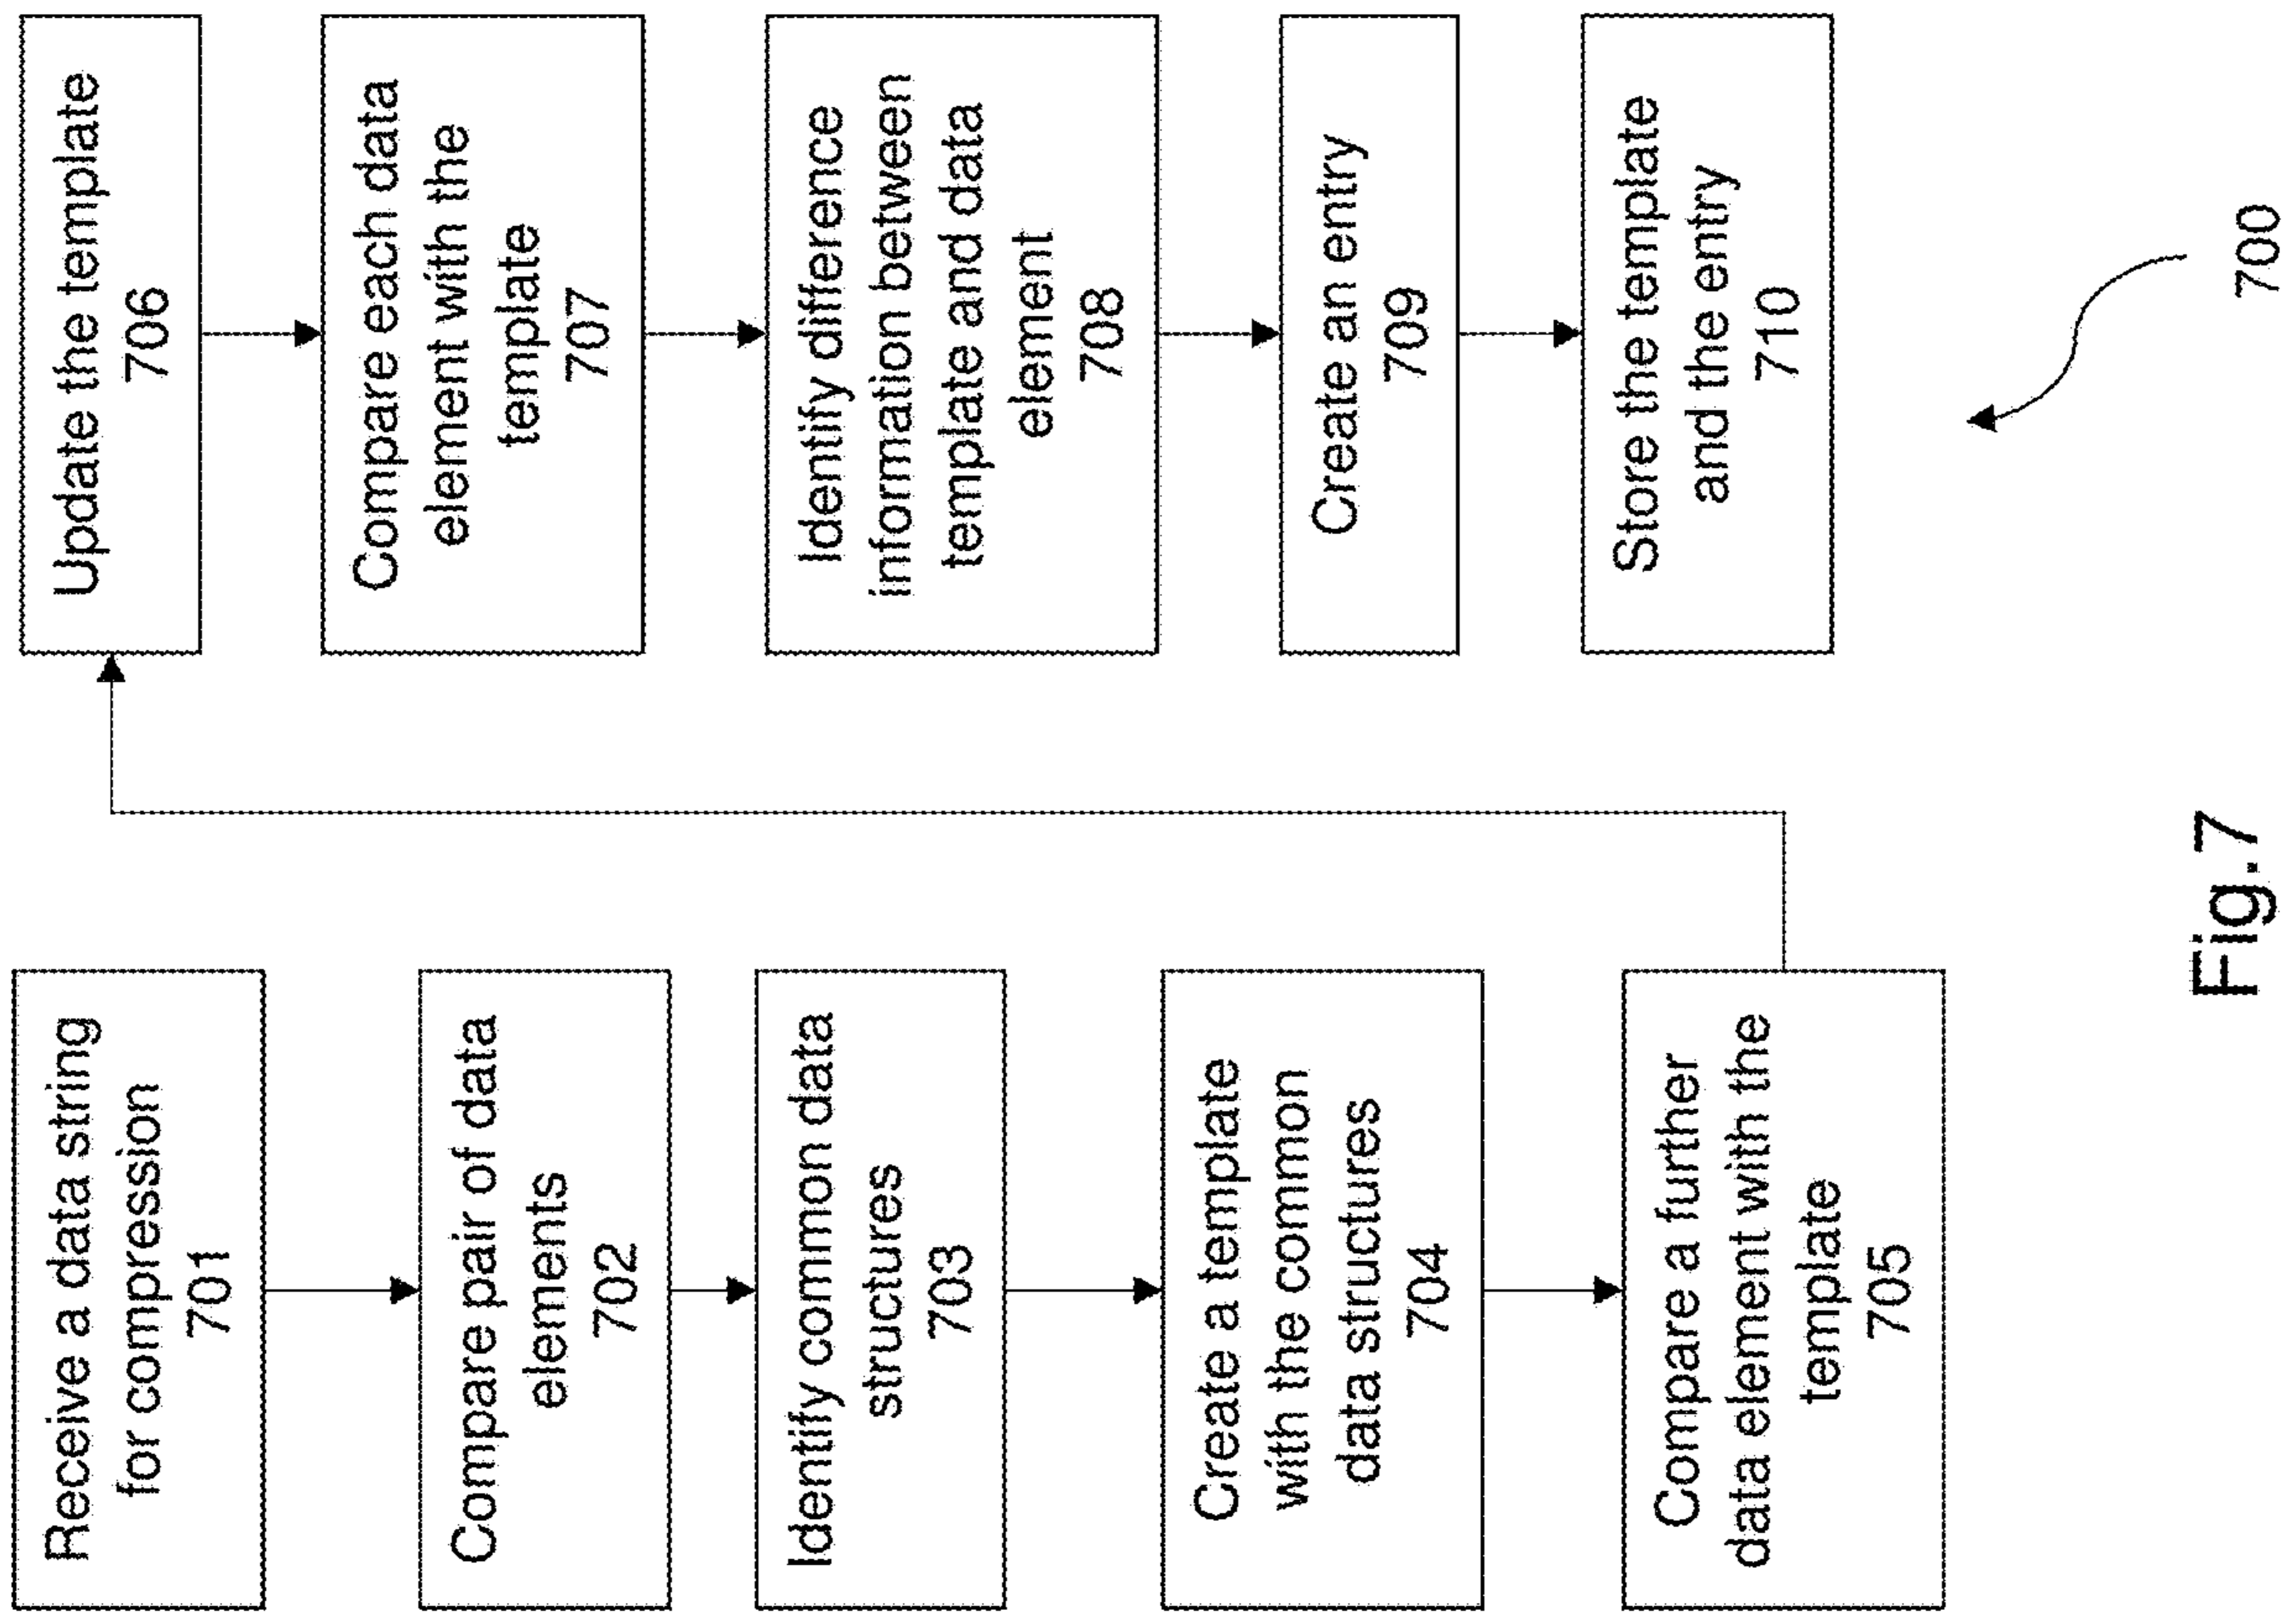 Receive a data string
for compression
701
Compare pair of data
elements
702
Identify common data
structures
703
Create a template
with the common
data structures
704
Compare a further
data element with the
template
705
Update the template
706
Compare each data
element with the
template
707
Identify difference
information between
template and data
element
708
Create an entry
709
Store the template
and the entry
710
700
Fig.7